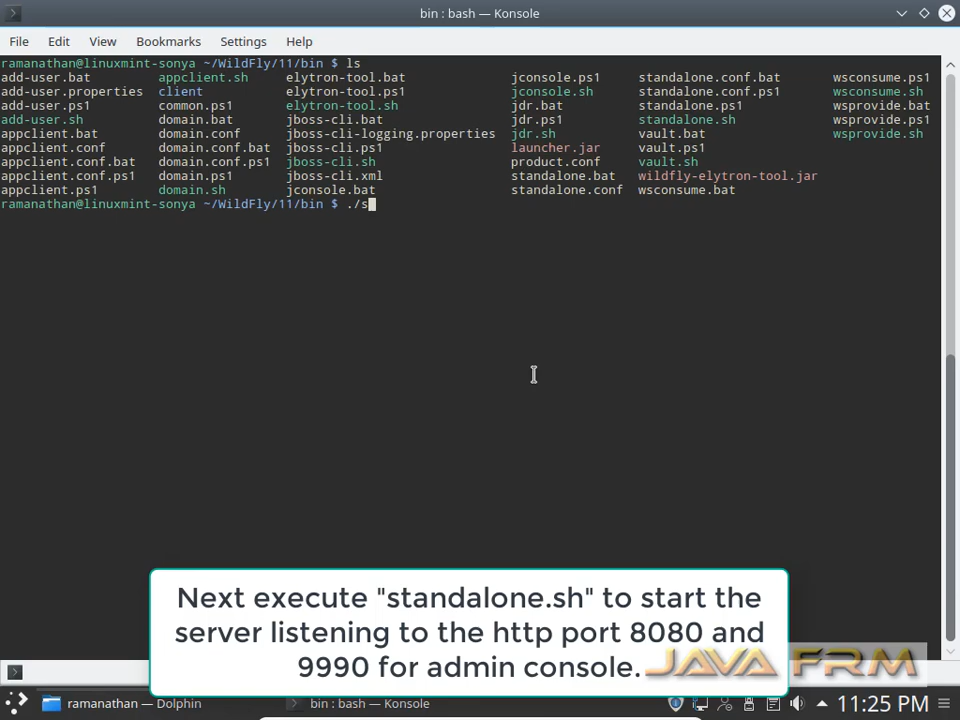 bin : bash — Konsole
File Edit View Bookmarks Settings Help
ramanathan@linuxmint-sonya ~/WildFly/11/bin $ ls
add-user.bat appclient.sh elytron-tool.bat jconsole.ps1 standalone.conf.bat wsconsume.ps1
add-user.properties client elytron-tool.ps1 jconsole.sh standalone.conf.ps1 wsconsume.sh
add-user.ps1 common.ps1 elytron-tool.sh jdr.bat standalone.ps1 wsprovide.bat
add-user.sh domain.bat jboss-cli.bat jdr.ps1 standalone.sh wsprovide.ps1
appclient.bat domain.conf jboss-cli-logging.properties jdr.sh vault.bat wsprovide.sh
appclient.conf domain.conf.bat jboss-cli.ps1 launcher.jar vault.ps1
appclient.conf.bat domain.conf.ps1 jboss-cli.sh product.conf vault.sh
appclient.conf.ps1 domain.ps1 jboss-cli.xml standalone.bat wildfly-elytron-tool.jar
appclient.ps1 domain.sh jconsole.bat standalone.conf wsconsume.bat
ramanathan@linuxmint-sonya ~/WildFly/11/bin $ ./s
Next execute "standalone.sh" to start the
server listening to the http port 8080 and
9990 for admin console.
JAVA FRM
ramanathan — Dolphin bin : bash — Konsole 11:25 PM